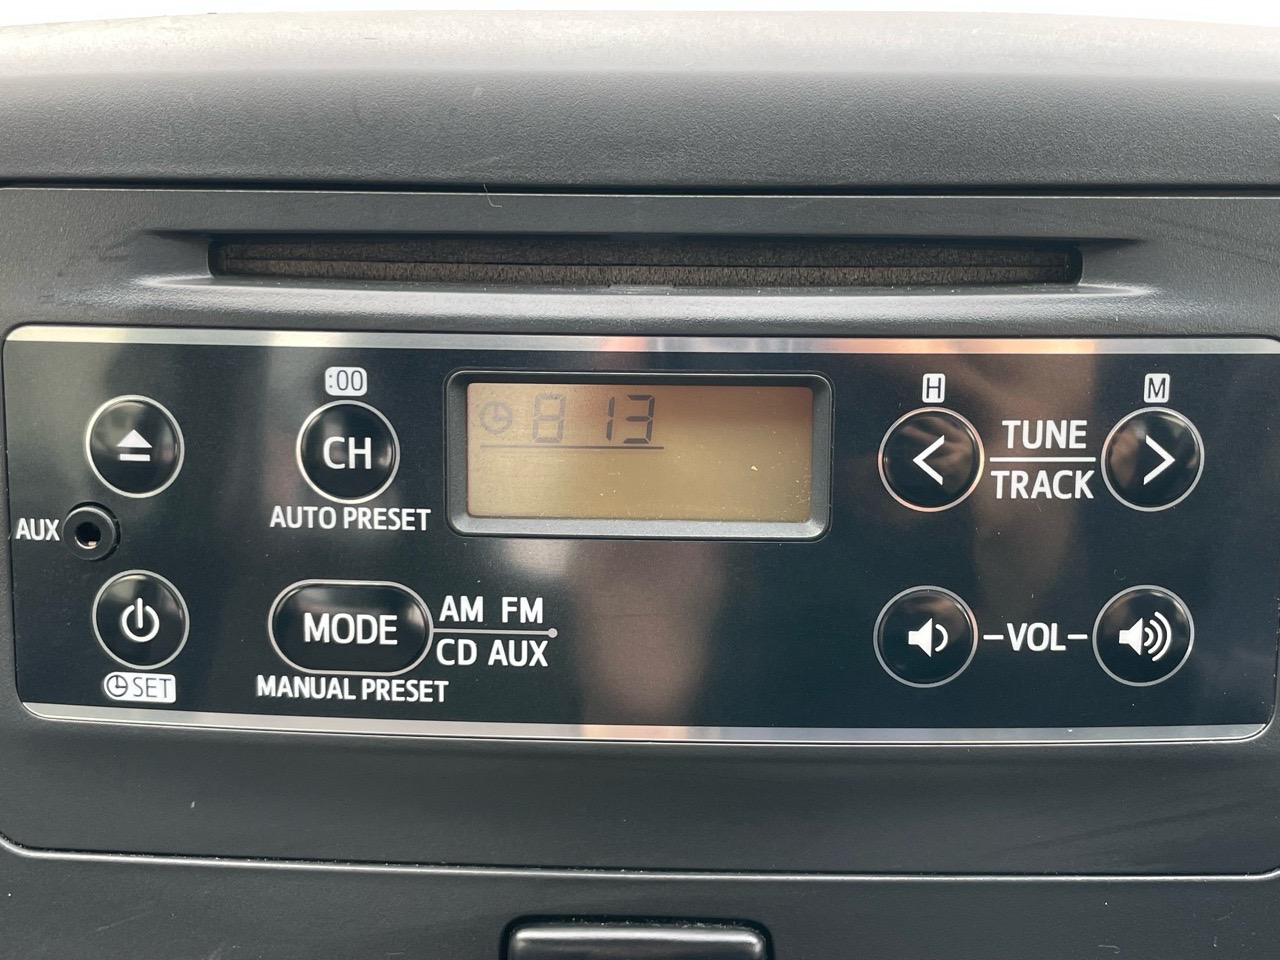 :00
H
M
CH
8 13
TUNE
TRACK
AUTO PRESET
AUX
MODE
AM FM
CD AUX
-VOL-
SET
MANUAL PRESET